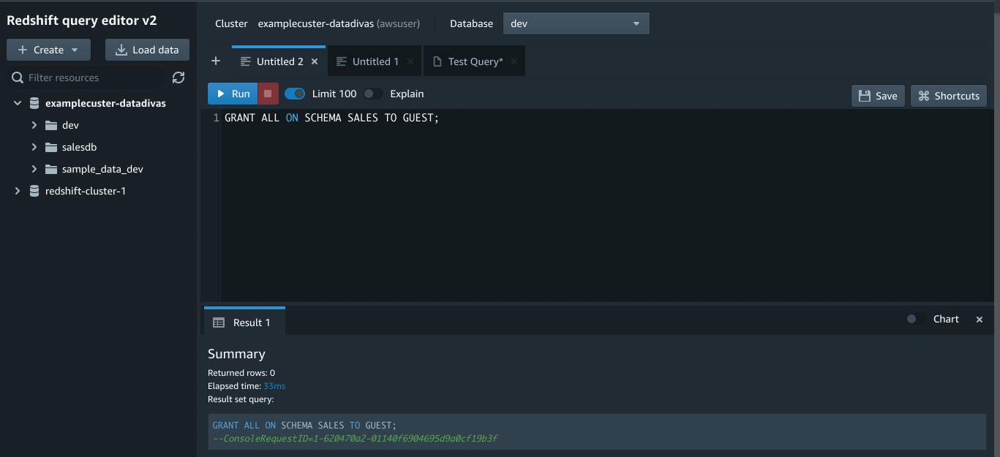 Redshift query editor v2
Create
Load data
Filter resources
examplecuster-datadivas
dev
salesdb
sample_data_dev
redshift-cluster-1
Cluster examplecuster-datadivas (awsuser) Database dev
+ Untitled 2 × Untitled 1 × Test Query* ×
Run Limit 100 Explain Save Shortcuts
1 GRANT ALL ON SCHEMA SALES TO GUEST;
Result 1 Chart ×
Summary
Returned rows: 0
Elapsed time: 33ms
Result set query:
GRANT ALL ON SCHEMA SALES TO GUEST;
--ConsoleRequestID=1-620470a2-01140f6904695d9a0cf19b3f